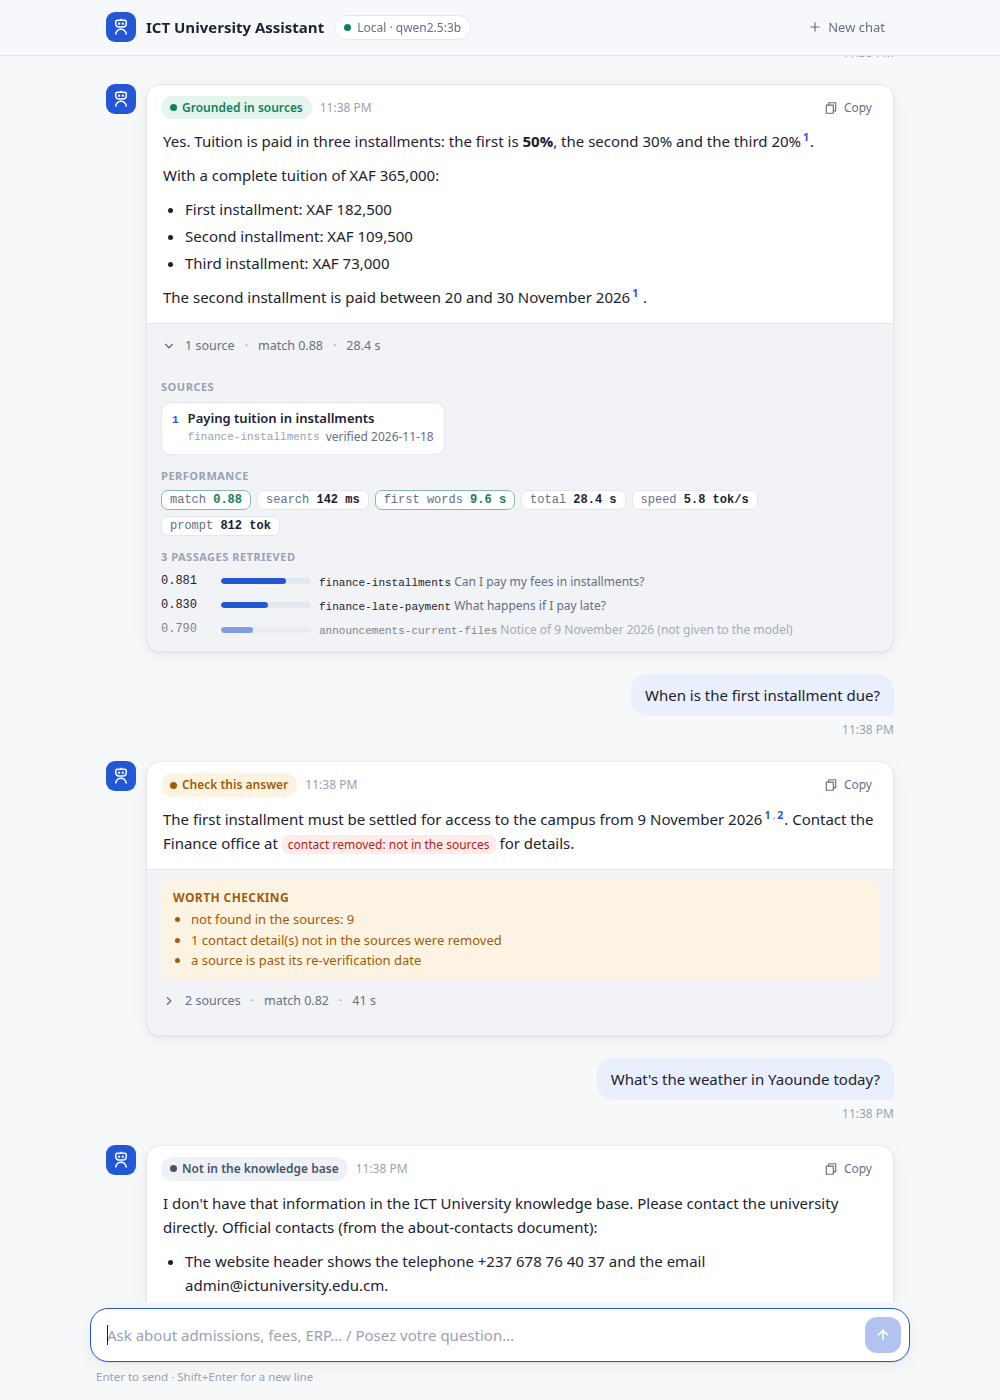 ICT University Assistant
Local · qwen2.5:3b
New chat
Grounded in sources
11:38 PM
Copy
Yes. Tuition is paid in three installments: the first is 50%, the second 30% and the third 20% 1.
With a complete tuition of XAF 365,000:
• First installment: XAF 182,500
• Second installment: XAF 109,500
• Third installment: XAF 73,000
The second installment is paid between 20 and 30 November 2026 1 .
1 source · match 0.88 · 28.4 s
SOURCES
1 Paying tuition in installments
finance-installments verified 2026-11-18
PERFORMANCE
match 0.88 search 142 ms first words 9.6 s total 28.4 s speed 5.8 tok/s
prompt 812 tok
3 PASSAGES RETRIEVED
0.881 finance-installments Can I pay my fees in installments?
0.830 finance-late-payment What happens if I pay late?
0.790 announcements-current-files Notice of 9 November 2026 (not given to the model)
When is the first installment due?
11:38 PM
Check this answer
11:38 PM
Copy
The first installment must be settled for access to the campus from 9 November 2026 1,2. Contact the
Finance office at contact removed: not in the sources for details.
WORTH CHECKING
• not found in the sources: 9
• 1 contact detail(s) not in the sources were removed
• a source is past its re-verification date
2 sources · match 0.82 · 41 s
What's the weather in Yaounde today?
11:38 PM
Not in the knowledge base
11:38 PM
Copy
I don't have that information in the ICT University knowledge base. Please contact the university
directly. Official contacts (from the about-contacts document):
• The website header shows the telephone +237 678 76 40 37 and the email
admin@ictuniversity.edu.cm.
Ask about admissions, fees, ERP... / Posez votre question...
Enter to send · Shift+Enter for a new line